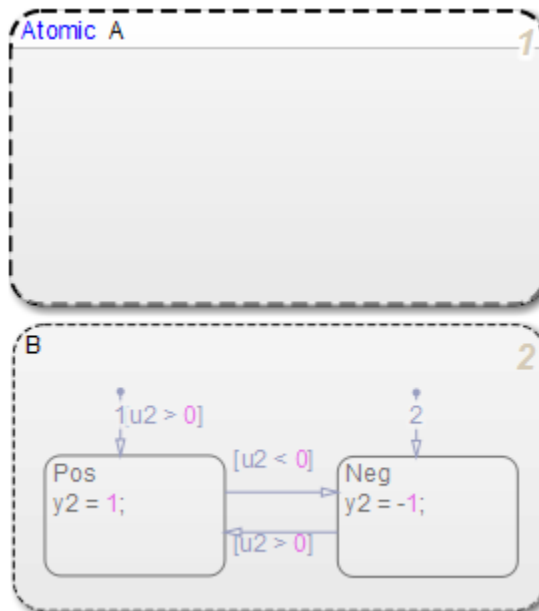 Atomic A
1
B
2
1[u2 > 0]
2
[u2 < 0]
Pos
y2 = 1;
Neg
y2 = -1;
[u2 > 0]